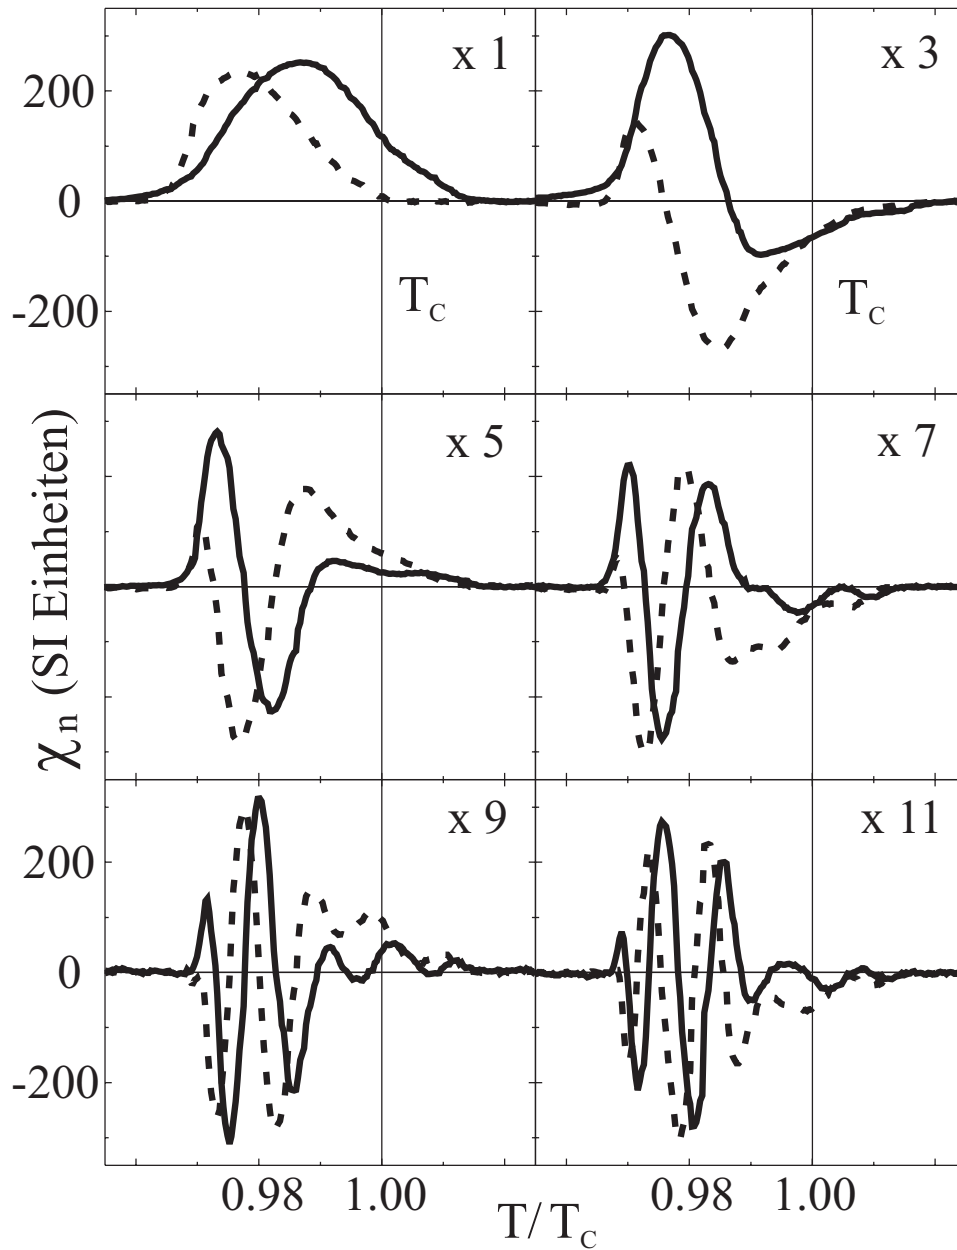 x 1
x 3
200
0
-200
T_C
T_C
x 5
x 7
χ_n (SI Einheiten)
x 9
x 11
200
0
-200
0.98
1.00
0.98
1.00
T/T_C